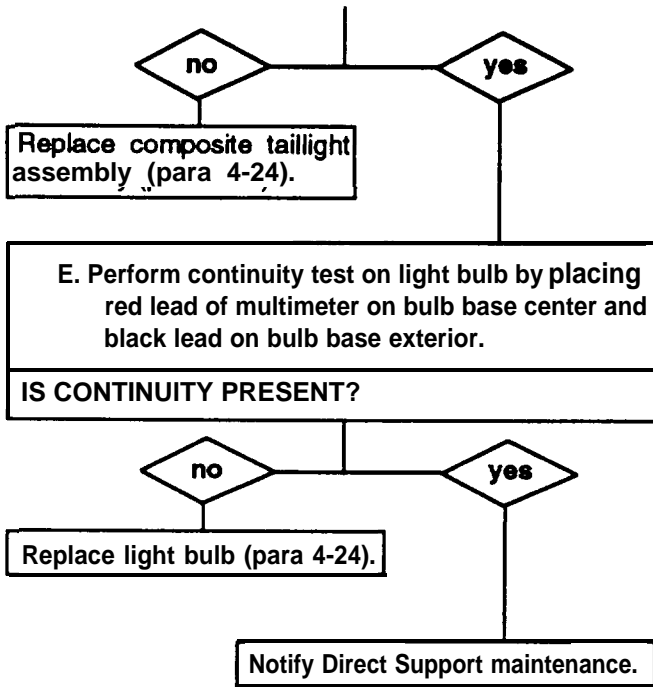 no
yes
Replace composite taillight
assembly (para 4-24).
E. Perform continuity test on light bulb by placing
red lead of multimeter on bulb base center and
black lead on bulb base exterior.
IS CONTINUITY PRESENT?
no
yes
Replace light bulb (para 4-24).
Notify Direct Support maintenance.